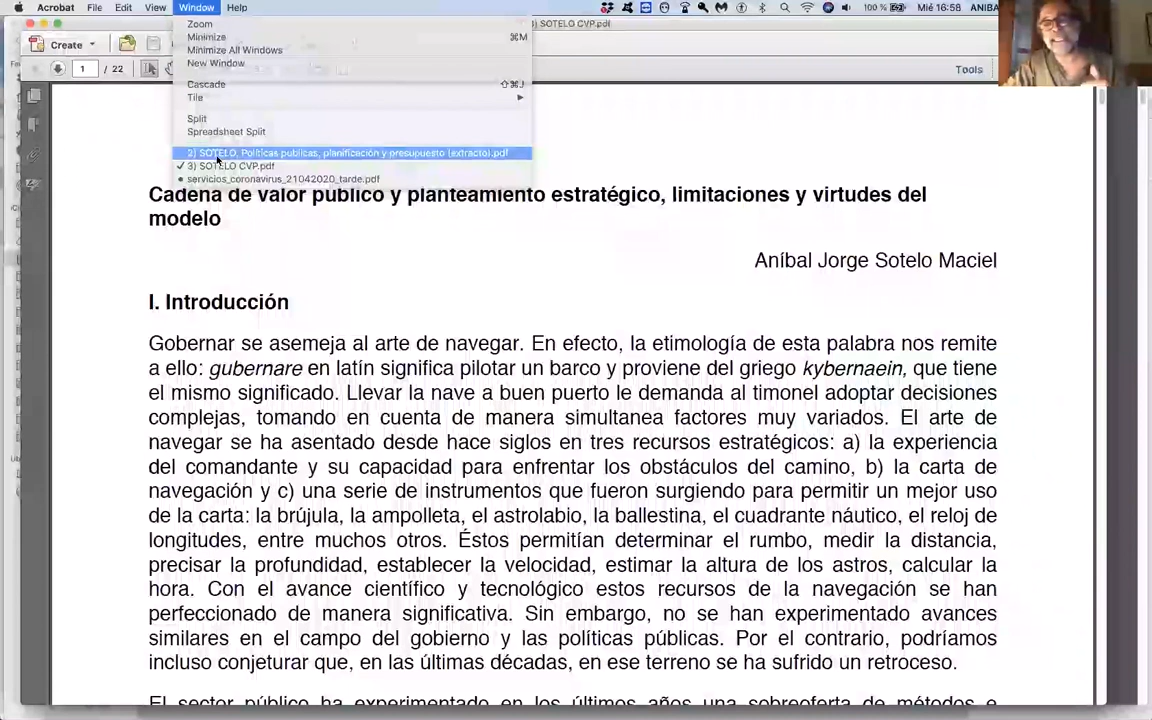 Acrobat File Edit View Window Help 100 % Mié 16:58 ANIBA
3) SOTELO CVP.pdf
Create
1 / 22
Tools
Zoom
Minimize ⌘M
Minimize All Windows
New Window
Cascade ⇧⌘J
Tile
Split
Spreadsheet Split
2) SOTELO, Políticas publicas, planificación y presupuesto (extracto).pdf
✓ 3) SOTELO CVP.pdf
• servicios_coronavirus_21042020_tarde.pdf
Cadena de valor público y planteamiento estratégico, limitaciones y virtudes del
modelo
Aníbal Jorge Sotelo Maciel
I. Introducción
Gobernar se asemeja al arte de navegar. En efecto, la etimología de esta palabra nos remite
a ello: gubernare en latín significa pilotar un barco y proviene del griego kybernaein, que tiene
el mismo significado. Llevar la nave a buen puerto le demanda al timonel adoptar decisiones
complejas, tomando en cuenta de manera simultanea factores muy variados. El arte de
navegar se ha asentado desde hace siglos en tres recursos estratégicos: a) la experiencia
del comandante y su capacidad para enfrentar los obstáculos del camino, b) la carta de
navegación y c) una serie de instrumentos que fueron surgiendo para permitir un mejor uso
de la carta: la brújula, la ampolleta, el astrolabio, la ballestina, el cuadrante náutico, el reloj de
longitudes, entre muchos otros. Éstos permitían determinar el rumbo, medir la distancia,
precisar la profundidad, establecer la velocidad, estimar la altura de los astros, calcular la
hora. Con el avance científico y tecnológico estos recursos de la navegación se han
perfeccionado de manera significativa. Sin embargo, no se han experimentado avances
similares en el campo del gobierno y las políticas públicas. Por el contrario, podríamos
incluso conjeturar que, en las últimas décadas, en ese terreno se ha sufrido un retroceso.
El sector público ha experimentado en los últimos años una sobreoferta de métodos e